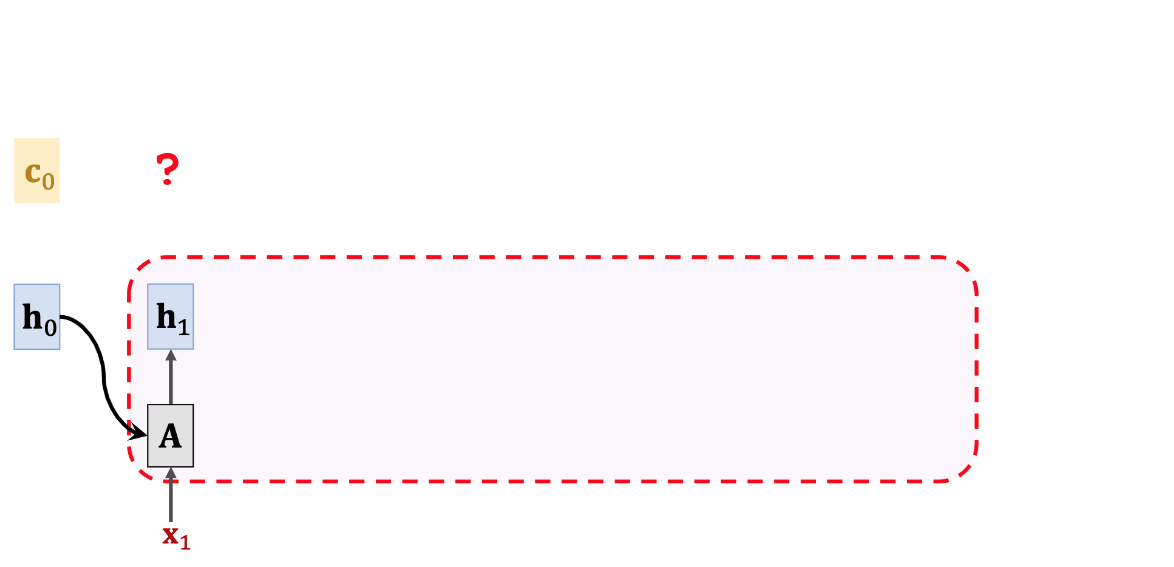 c₀ ?
h₀ h₁
A
x₁